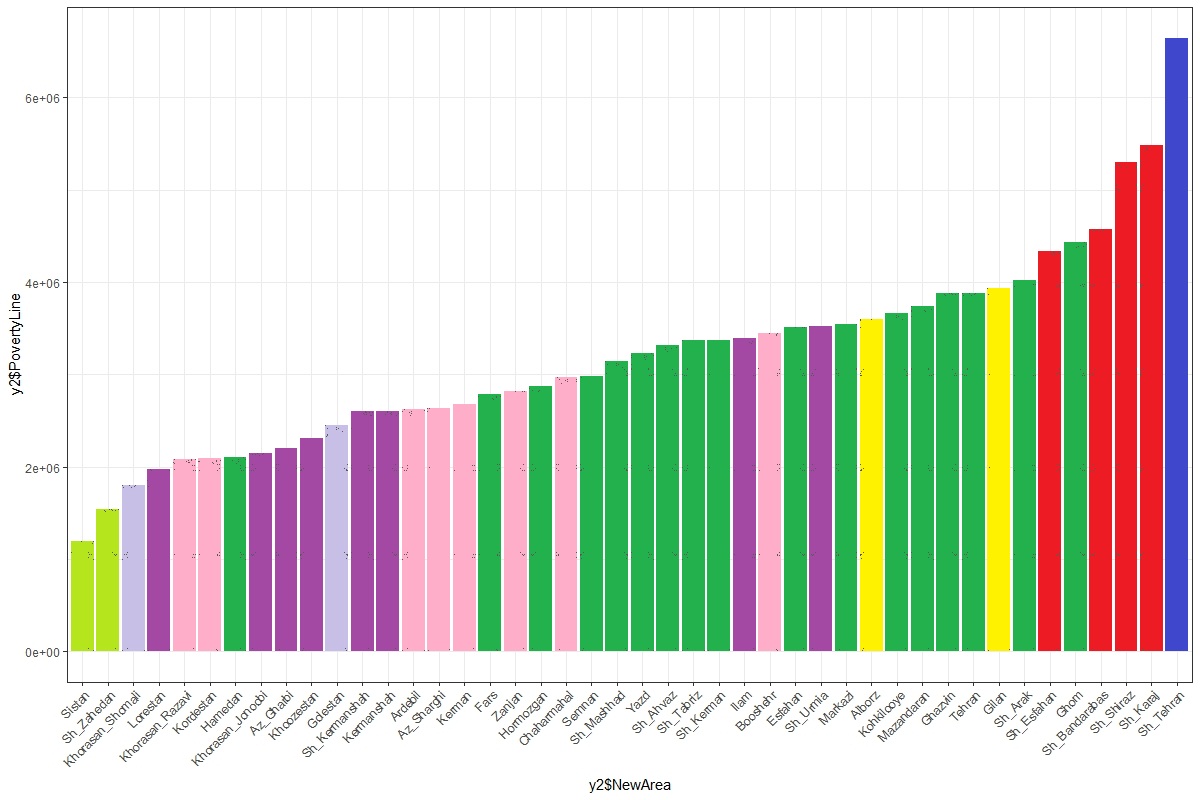 y2$PovertyLine
6e+06
4e+06
2e+06
0e+00
Sistan
Sh_Zahedan
Khorasan_Shomali
Lorestan
Khorasan_Razavi
Kordestan
Hamedan
Khorasan_Jonoobi
Az_Gharbi
Khoozestan
Golestan
Sh_Kermanshah
Kermanshah
Ardebil
Az_Sharghi
Kerman
Fars
Zanjan
Hormozgan
Charmahal
Semnan
Sh_Mashhad
Yazd
Sh_Ahvaz
Sh_Tabriz
Sh_Kerman
Ilam
Booshehr
Esfahan
Sh_Urmia
Markazi
Alborz
Kohkilooye
Mazandaran
Ghazvin
Tehran
Gilan
Sh_Arak
Sh_Esfahan
Ghom
Sh_Bandarabas
Sh_Shiraz
Sh_Karaj
Sh_Tehran
y2$NewArea